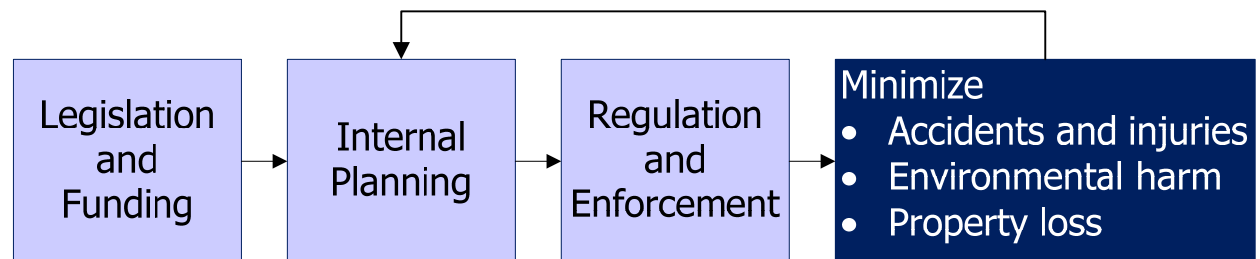 Legislation
and
Funding
Internal
Planning
Regulation
and
Enforcement
Minimize
• Accidents and injuries
• Environmental harm
• Property loss